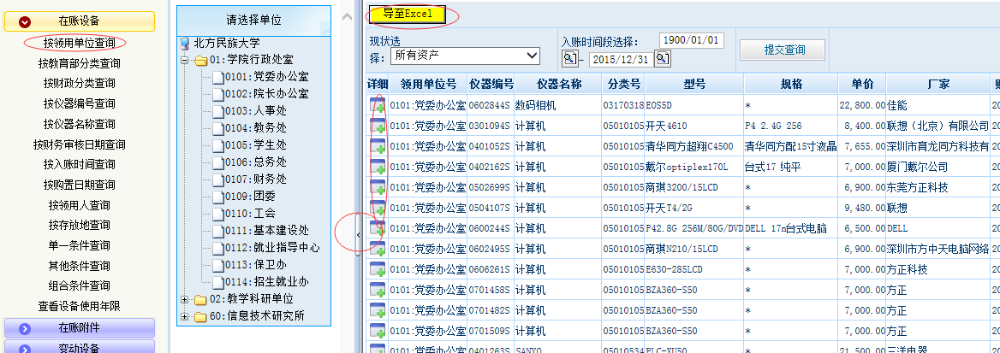 在账设备
按领用单位查询
按教育部分类查询
按财政分类查询
按仪器编号查询
按仪器名称查询
按财务审核日期查询
按入账时间查询
按购置日期查询
按领用人查询
按存放地查询
单一条件查询
其他条件查询
组合条件查询
查看设备使用年限
在账附件
变动设备
请选择单位
北方民族大学
01:学院行政处室
0101:党委办公室
0102:院长办公室
0103:人事处
0104:教务处
0105:学生处
0106:总务处
0107:财务处
0109:团委
0110:工会
0111:基本建设处
0112:就业指导中心
0113:保卫办
0114:招生就业办
02:教学科研单位
60:信息技术研究所
导至Excel
现状选择: 所有资产
入账时间段选择: 1900/01/01
- 2015/12/31
提交查询
详细 领用单位号 仪器编号 仪器名称 分类号 型号 规格 单价 厂家
0101:党委办公室 0602844S 数码相机 03170318 EOS5D * 22,800.00 佳能 20
0101:党委办公室 0301094S 计算机 05010105 开天4610 P4 2.4G 256 8,400.00 联想（北京）有限公司 20
0101:党委办公室 0401052S 计算机 05010105 清华同方超翔C4500 清华同方配15寸液晶 7,655.00 深圳市育龙同方科技有 20
0101:党委办公室 0402162S 计算机 05010105 戴尔optiplex170L 台式17 纯平 7,000.00 厦门戴尔公司 20
0101:党委办公室 0502699S 计算机 05010105 商琪3200/15LCD * 6,900.00 东莞方正科技 20
0101:党委办公室 0504107S 计算机 05010105 开天T4/2G * 9,480.00 联想 20
0101:党委办公室 0600244S 计算机 05010105 P42.8G 256M/80G/DVD DELL 17n台式电脑 6,500.00 DELL 20
0101:党委办公室 0602495S 计算机 05010105 商琪N210/15LCD * 6,900.00 深圳市方中天电脑网络 20
0101:党委办公室 0606261S 计算机 05010105 E630-285LCD * 7,000.00 方正科技 20
0101:党委办公室 0701458S 计算机 05010105 BZA360-S50 * 7,000.00 方正 20
0101:党委办公室 0701482S 计算机 05010105 BZA360-S50 * 7,000.00 方正 20
0101:党委办公室 0701509S 计算机 05010105 BZA360-S50 * 7,000.00 方正 20
0101:党委办公室 0401263S SANYO 05010534 PLC-XU50 * 21,500.00 三洋电器 20